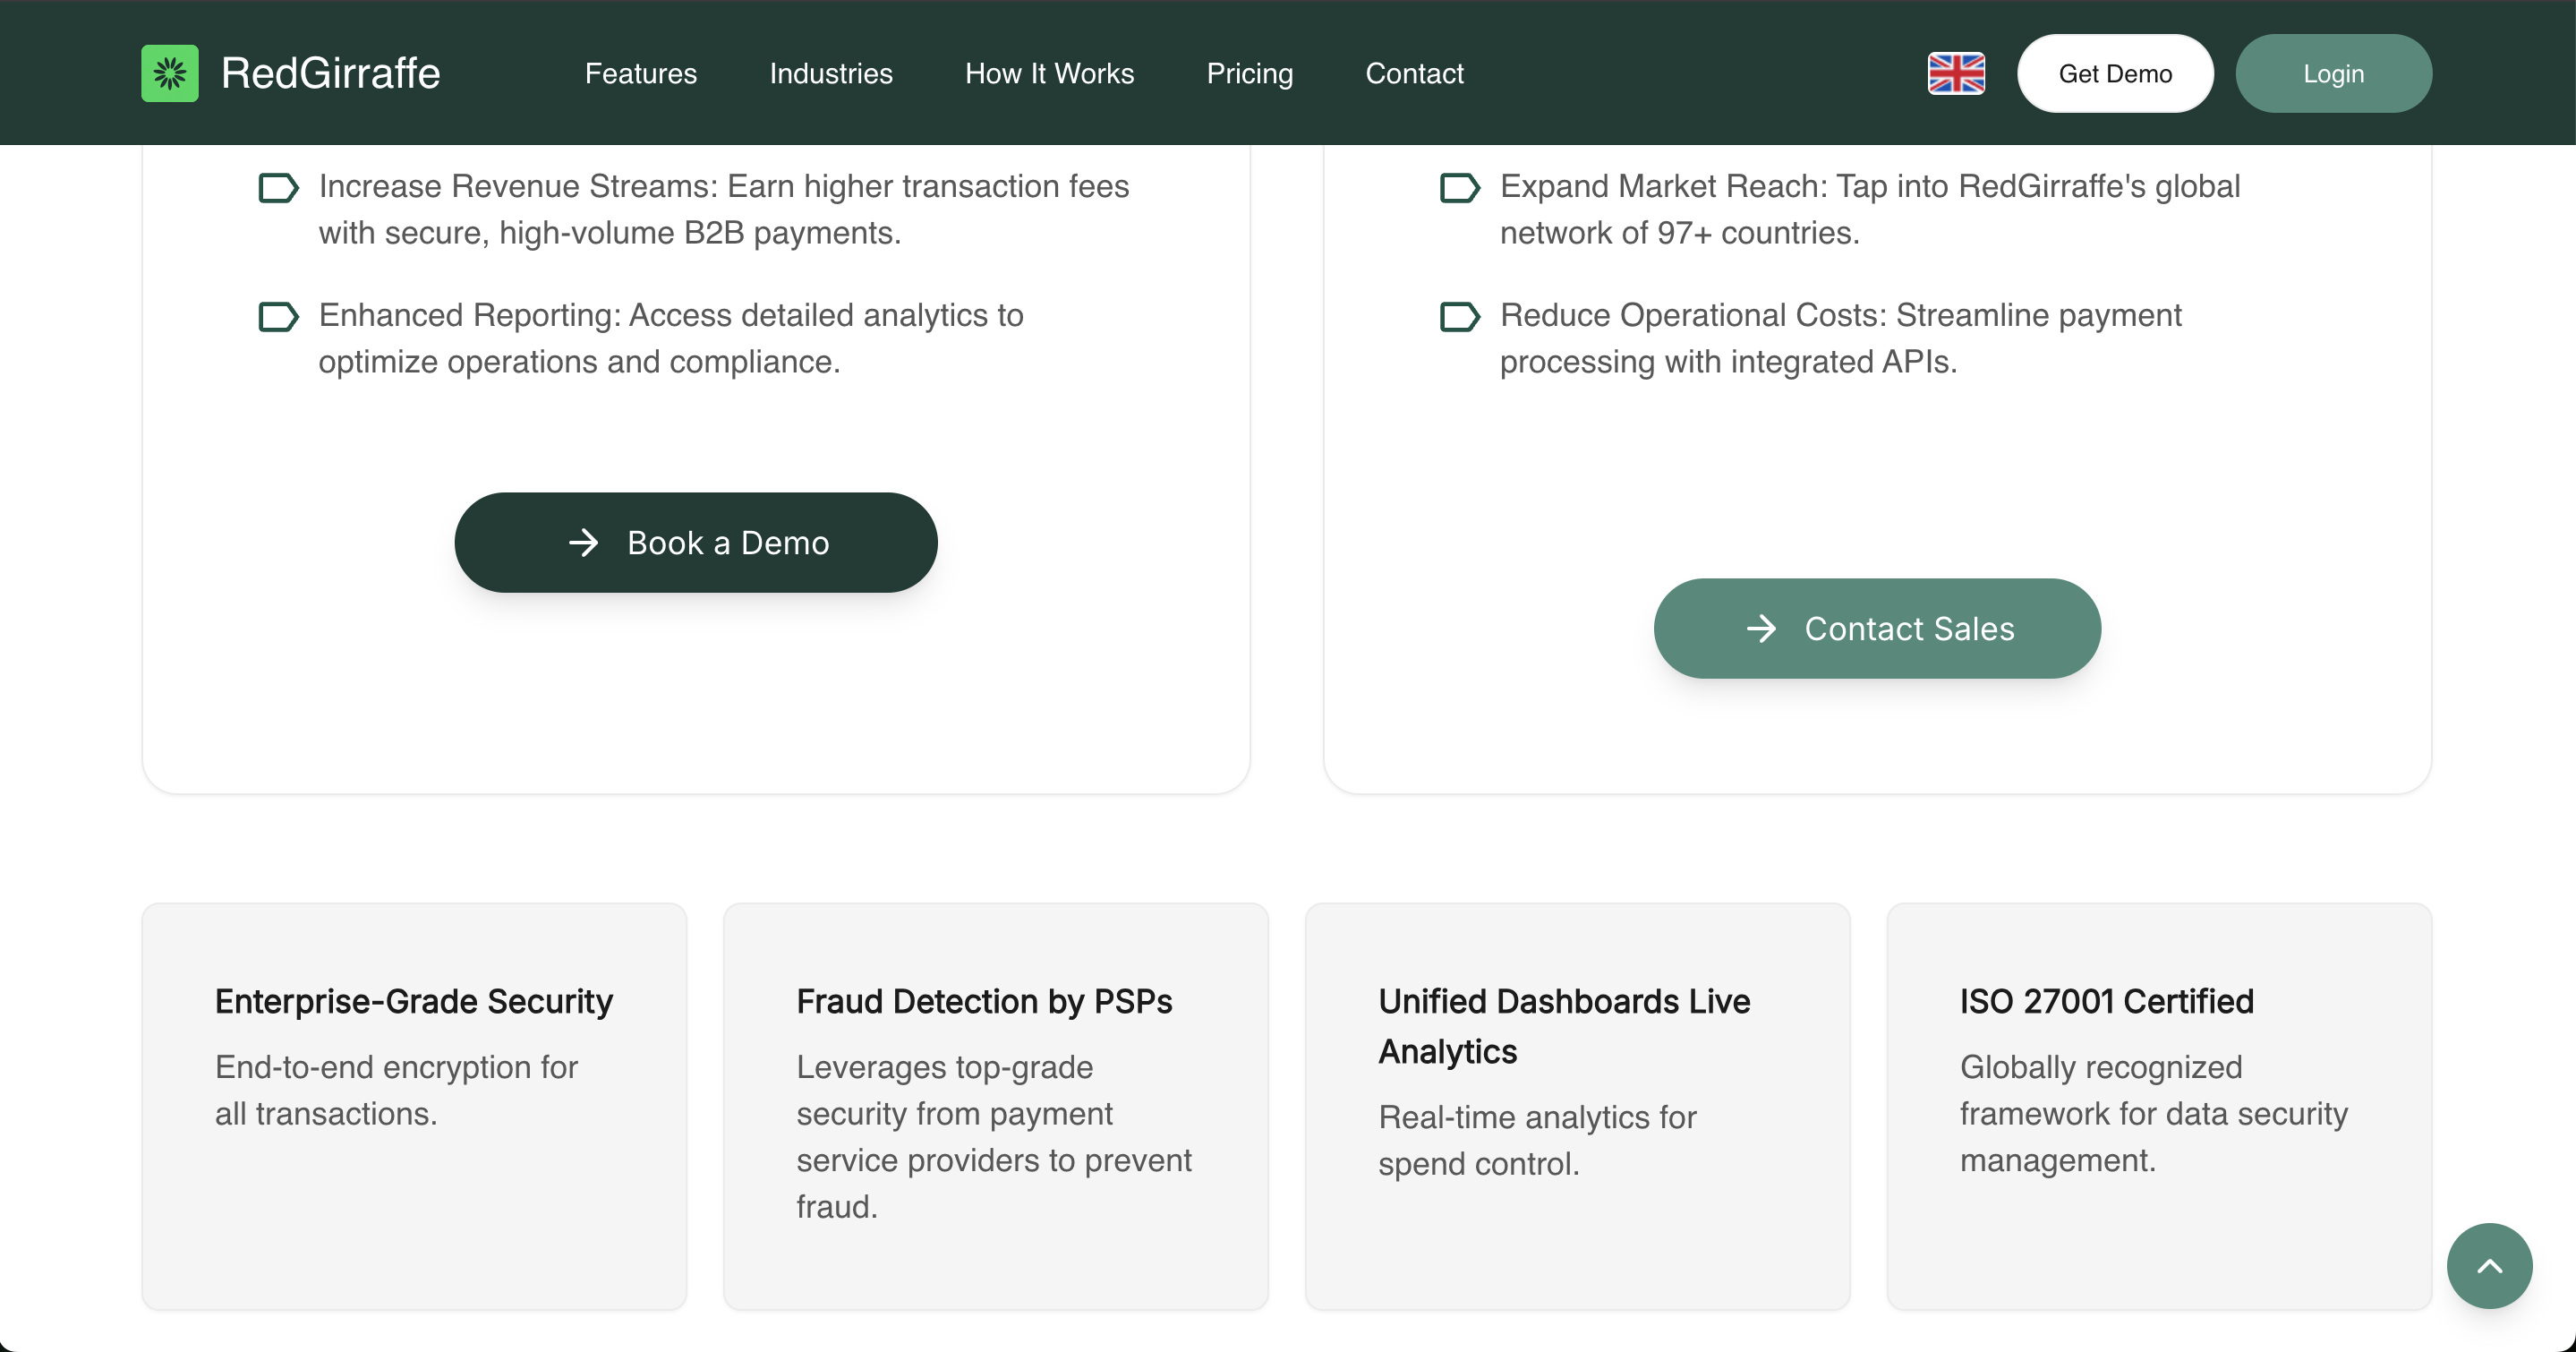 RedGirraffe
Features
Industries
How It Works
Pricing
Contact
Get Demo
Login
Increase Revenue Streams: Earn higher transaction fees
with secure, high-volume B2B payments.
Enhanced Reporting: Access detailed analytics to
optimize operations and compliance.
Book a Demo
Expand Market Reach: Tap into RedGirraffe's global
network of 97+ countries.
Reduce Operational Costs: Streamline payment
processing with integrated APIs.
Contact Sales
Enterprise-Grade Security
End-to-end encryption for
all transactions.
Fraud Detection by PSPs
Leverages top-grade
security from payment
service providers to prevent
fraud.
Unified Dashboards Live
Analytics
Real-time analytics for
spend control.
ISO 27001 Certified
Globally recognized
framework for data security
management.